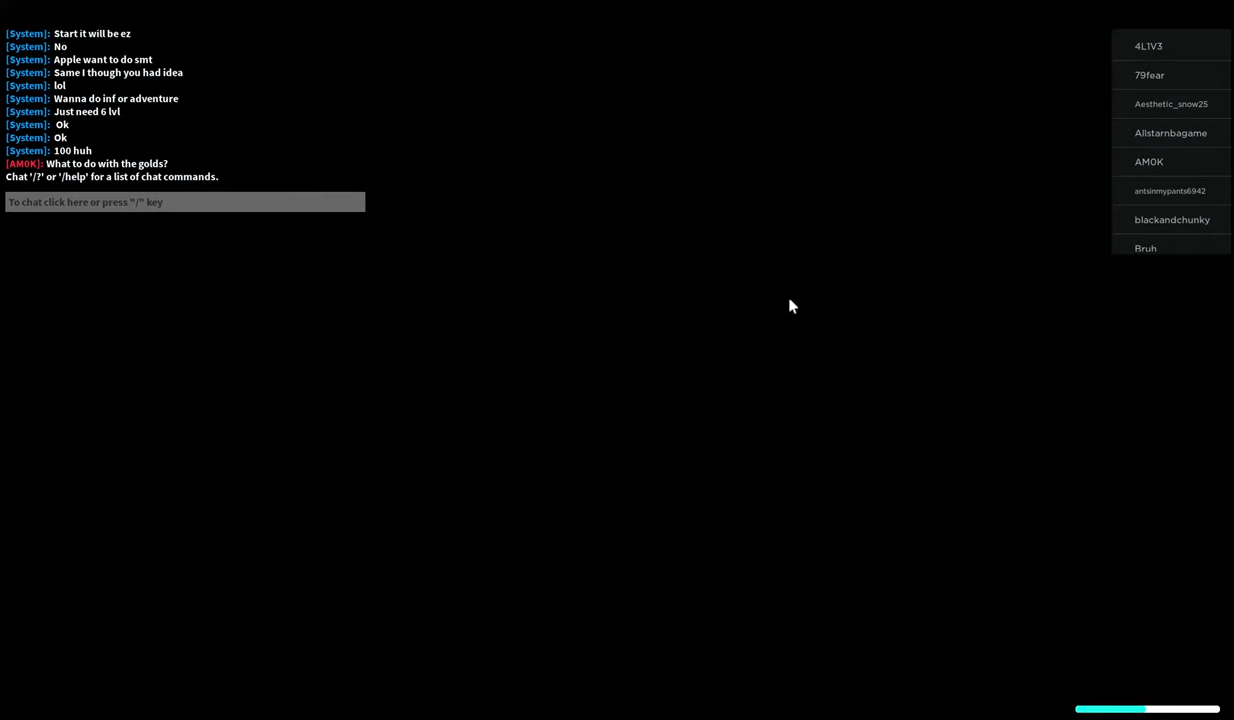 [System]: Start it will be ez
[System]: No
[System]: Apple want to do smt
[System]: Same I though you had idea
[System]: lol
[System]: Wanna do inf or adventure
[System]: Just need 6 lvl
[System]: Ok
[System]: Ok
[System]: 100 huh
[AM0K]: What to do with the golds?
Chat '/?' or '/help' for a list of chat commands.
To chat click here or press "/" key
4L1V3
79fear
Aesthetic_snow25
Allstarnbagame
AM0K
antsinmypants6942
blackandchunky
Bruh